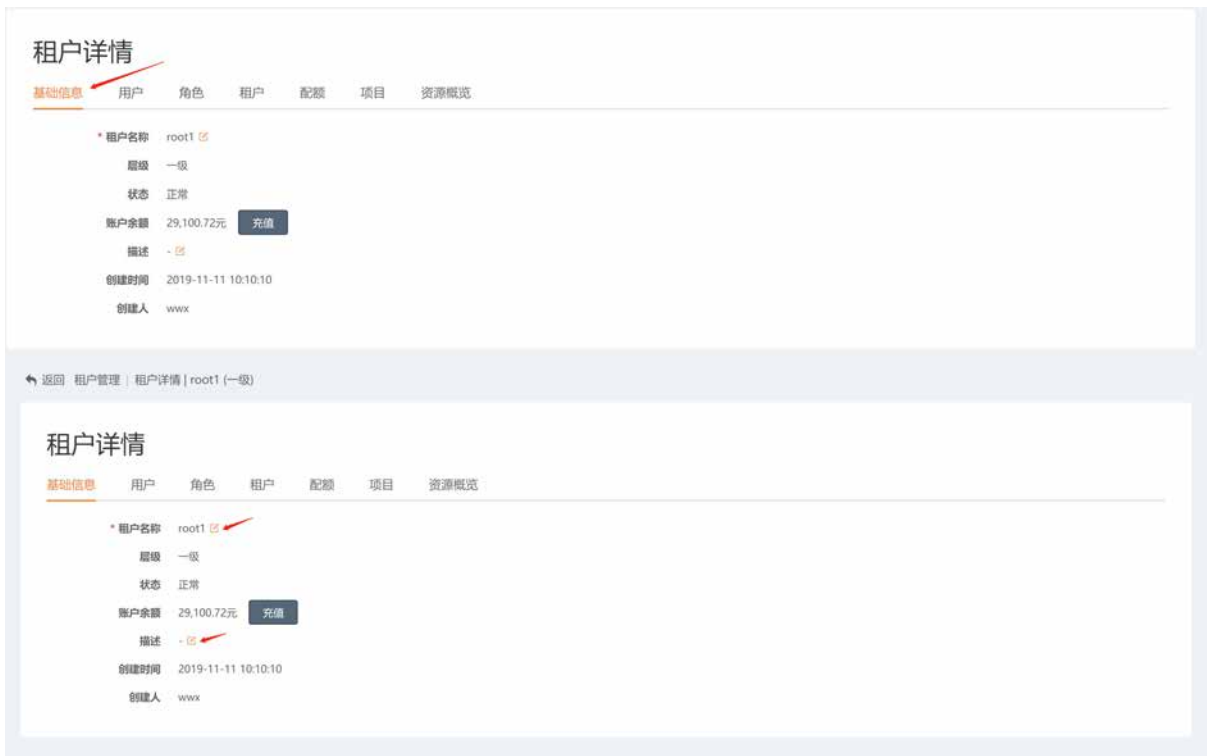 租户详情
基础信息 用户 角色 租户 配额 项目 资源概览
* 租户名称 root1
层级 一级
状态 正常
账户余额 29,100.72元 充值
描述 -
创建时间 2019-11-11 10:10:10
创建人 wwx
返回 租户管理 | 租户详情 | root1 (一级)
租户详情
基础信息 用户 角色 租户 配额 项目 资源概览
* 租户名称 root1
层级 一级
状态 正常
账户余额 29,100.72元 充值
描述 -
创建时间 2019-11-11 10:10:10
创建人 wwx